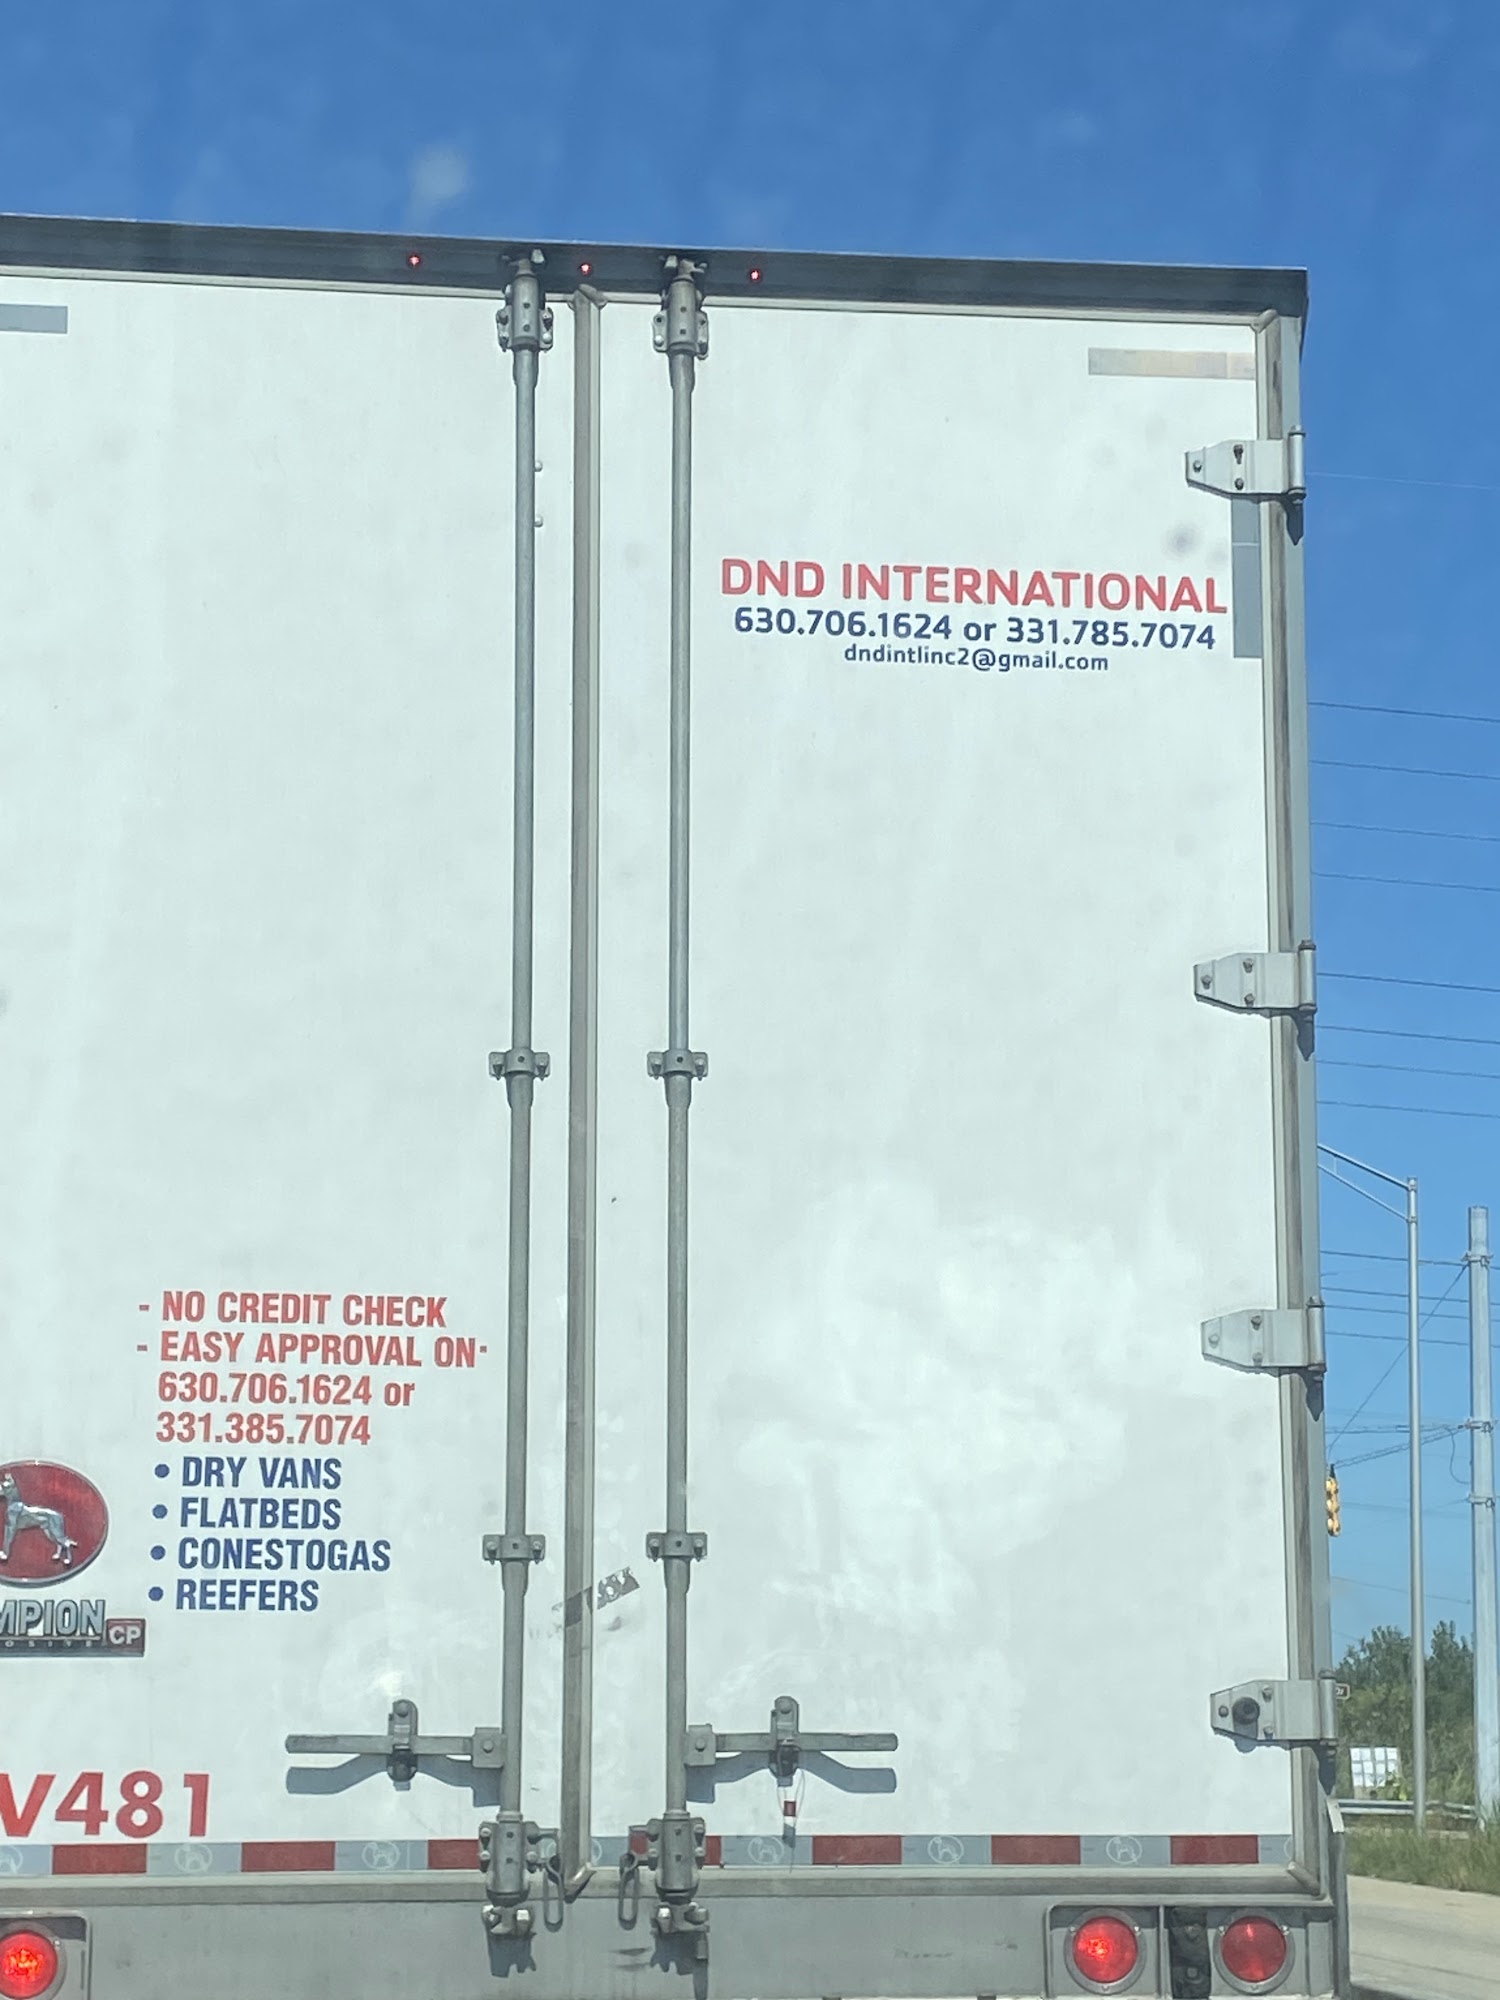 DND INTERNATIONAL
630.706.1624 or 331.785.7074
dndintlinc2@gmail.com
- NO CREDIT CHECK
- EASY APPROVAL ON-
630.706.1624 or
331.385.7074
• DRY VANS
• FLATBEDS
• CONESTOGAS
• REEFERS
MPION
CP
V481